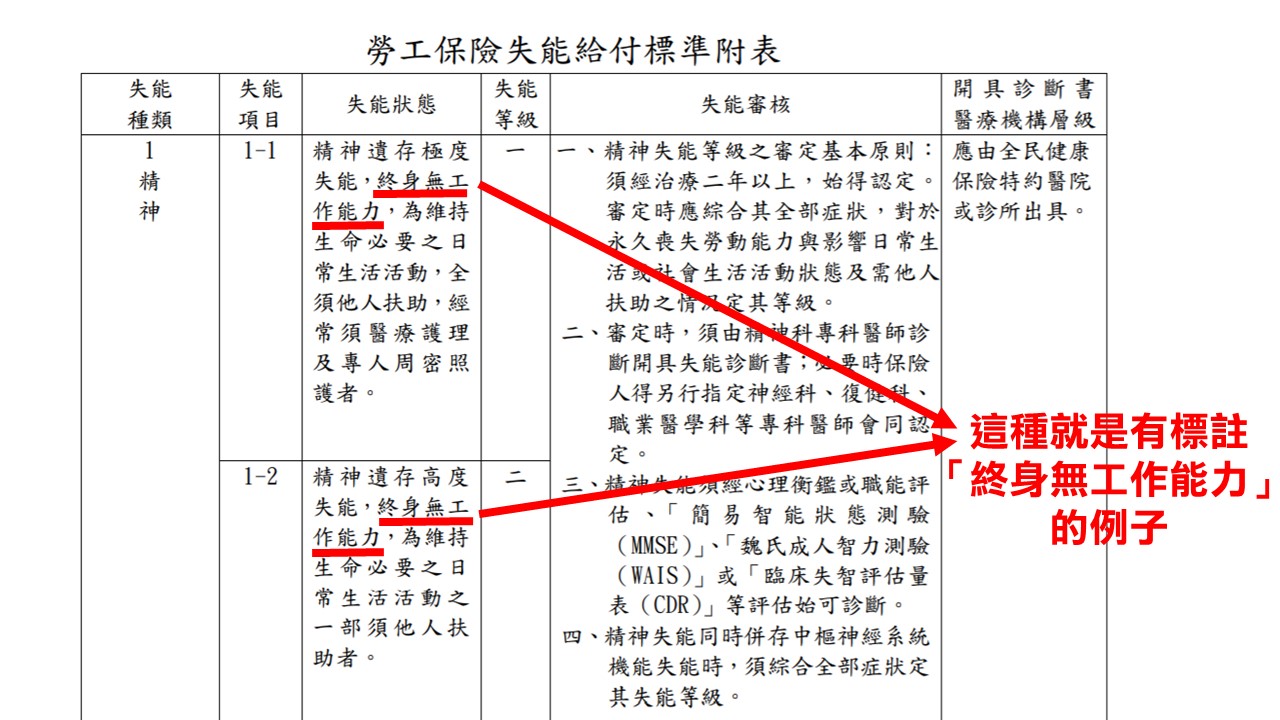 勞工保險失能給付標準附表
失能
種類
失能
項目
失能狀態
失能
等級
失能審核
開具診斷書
醫療機構層級
1
精
神
1-1
精神遺存極度
失能，終身無工
作能力，為維持
生命必要之日
常生活活動，全
須他人扶助，經
常須醫療護理
及專人周密照
護者。
一
一、精神失能等級之審定基本原則：
須經治療二年以上，始得認定。
審定時應綜合其全部症狀，對於
永久喪失勞動能力與影響日常生
活或社會生活活動狀態及需他人
扶助之情況定其等級。
二、審定時，須由精神科專科醫師診
斷開具失能診斷書；必要時保險
人得另行指定神經科、復健科、
職業醫學科等專科醫師會同認
定。
三、精神失能須經心理衡鑑或職能評
估、「簡易智能狀態測驗
（MMSE）」、「魏氏成人智力測驗
（WAIS）」或「臨床失智評估量
表（CDR）」等評估始可診斷。
四、精神失能同時併存中樞神經系統
機能失能時，須綜合全部症狀定
其失能等級。
應由全民健康
保險特約醫院
或診所出具。
1-2
精神遺存高度
失能，終身無工
作能力，為維持
生命必要之日
常生活活動之
一部須他人扶
助者。
二
這種就是有標註
「終身無工作能力」
的例子